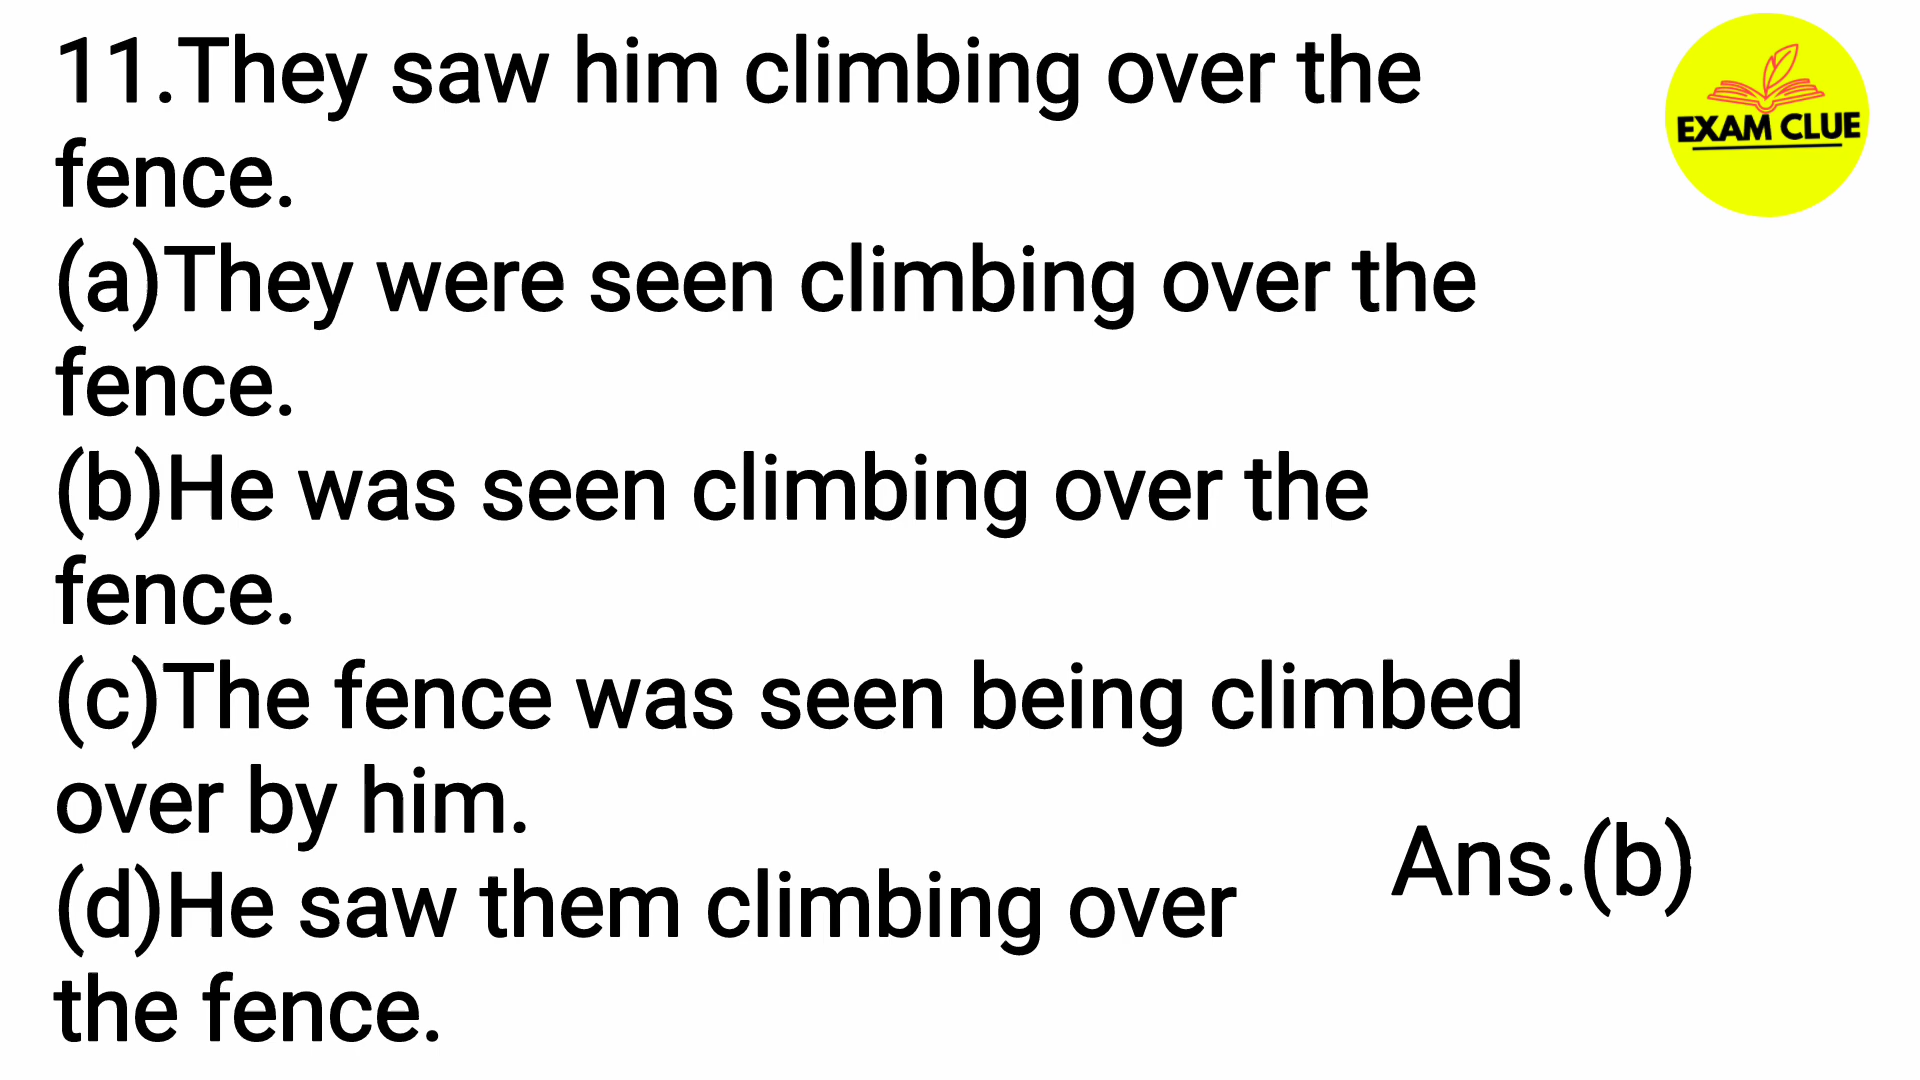 11.They saw him climbing over the
fence.
(a)They were seen climbing over the
fence.
(b)He was seen climbing over the
fence.
(c)The fence was seen being climbed
over by him.
(d)He saw them climbing over
the fence.
Ans.(b)
EXAM CLUE